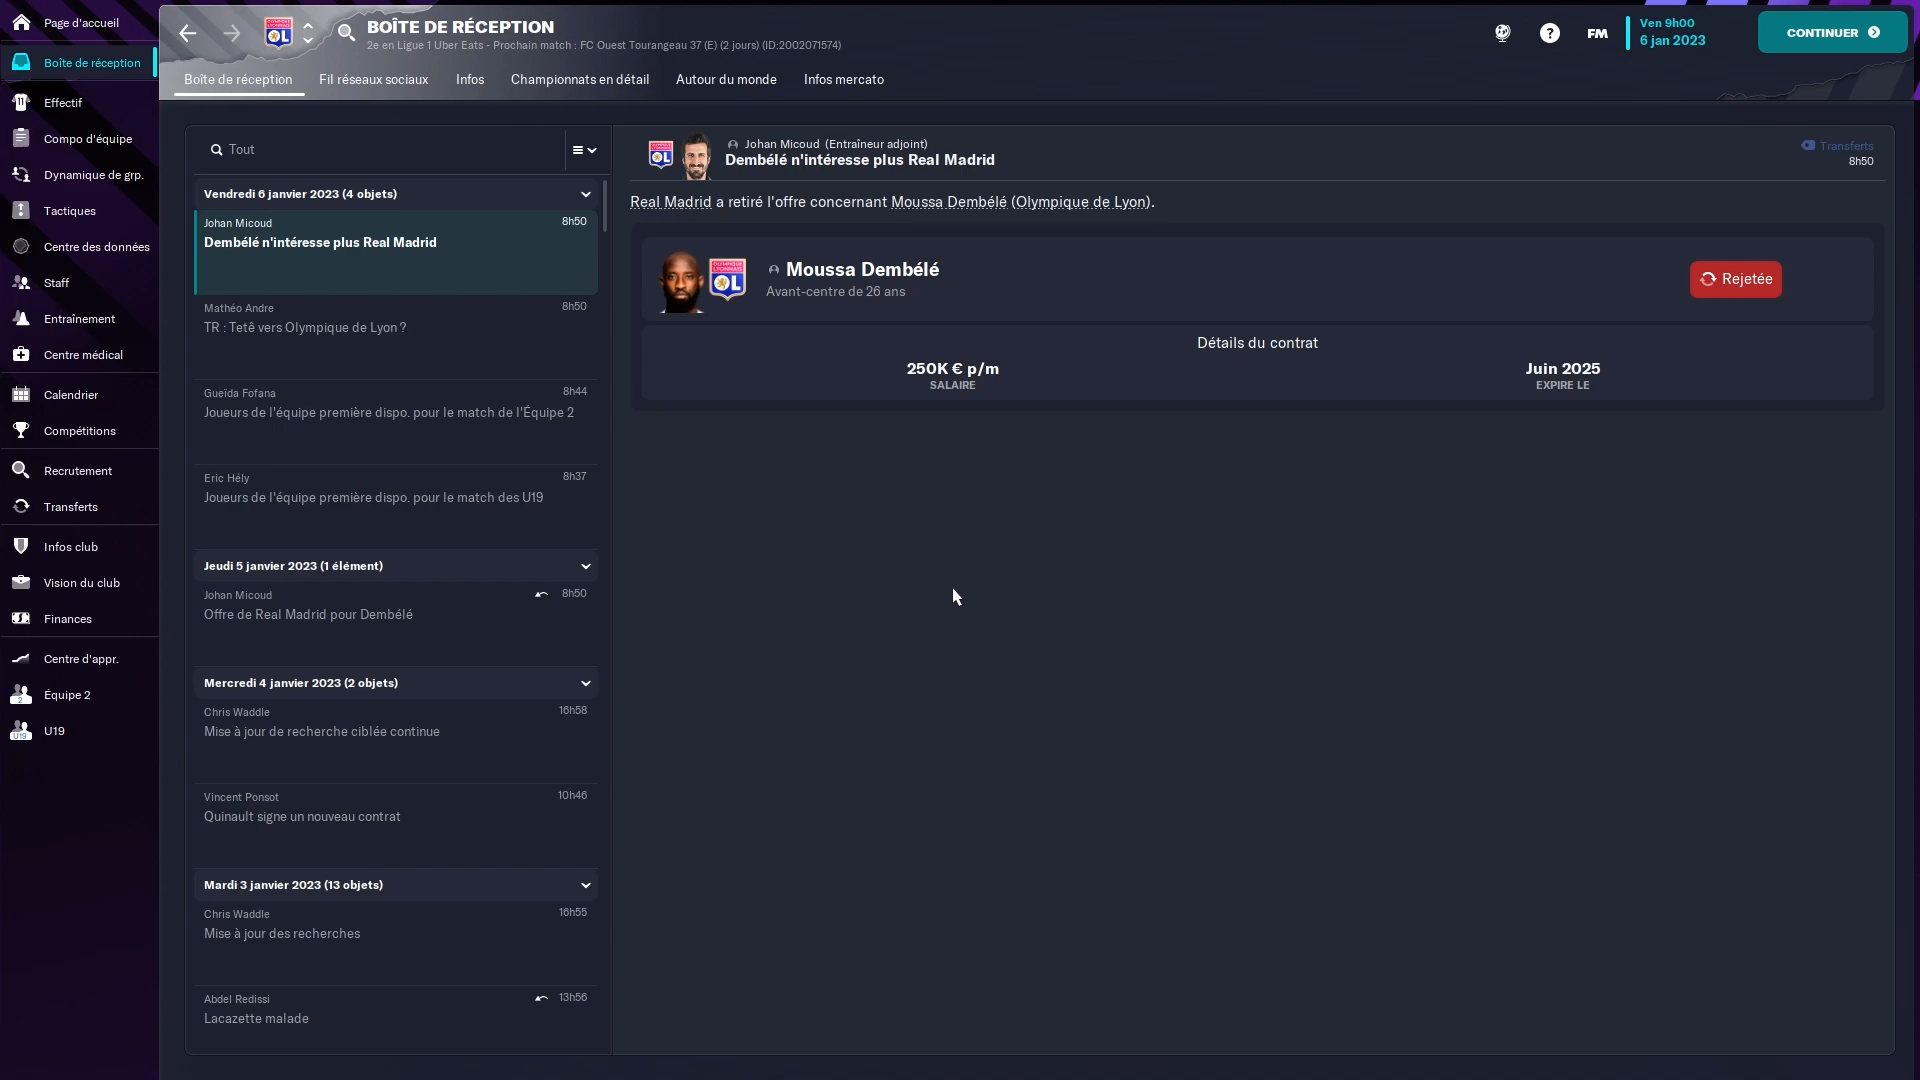 Page d'accueil
Boîte de réception
Effectif
Compo d'équipe
Dynamique de grp.
Tactiques
Centre des données
Staff
Entraînement
Centre médical
Calendrier
Compétitions
Recrutement
Transferts
Infos club
Vision du club
Finances
Centre d'appr.
Équipe 2
U19
BOÎTE DE RÉCEPTION
2e en Ligue 1 Uber Eats - Prochain match : FC Ouest Tourangeau 37 (E) (2 jours) (ID:2002071574)
FM
Ven 9h00
6 jan 2023
CONTINUER
Boîte de réception
Fil réseaux sociaux
Infos
Championnats en détail
Autour du monde
Infos mercato
Tout
Vendredi 6 janvier 2023 (4 objets)
Johan Micoud 8h50
Dembélé n'intéresse plus Real Madrid
Mathéo Andre 8h50
TR : Tetê vers Olympique de Lyon ?
Gueïda Fofana 8h44
Joueurs de l'équipe première dispo. pour le match de l'Équipe 2
Eric Hély 8h37
Joueurs de l'équipe première dispo. pour le match des U19
Jeudi 5 janvier 2023 (1 élément)
Johan Micoud 8h50
Offre de Real Madrid pour Dembélé
Mercredi 4 janvier 2023 (2 objets)
Chris Waddle 16h58
Mise à jour de recherche ciblée continue
Vincent Ponsot 10h46
Quinault signe un nouveau contrat
Mardi 3 janvier 2023 (13 objets)
Chris Waddle 16h55
Mise à jour des recherches
Abdel Redissi 13h56
Lacazette malade
Johan Micoud (Entraîneur adjoint)
Dembélé n'intéresse plus Real Madrid
Transferts
8h50
Real Madrid a retiré l'offre concernant Moussa Dembélé (Olympique de Lyon).
Moussa Dembélé
Avant-centre de 26 ans
Rejetée
Détails du contrat
250K € p/m
SALAIRE
Juin 2025
EXPIRE LE